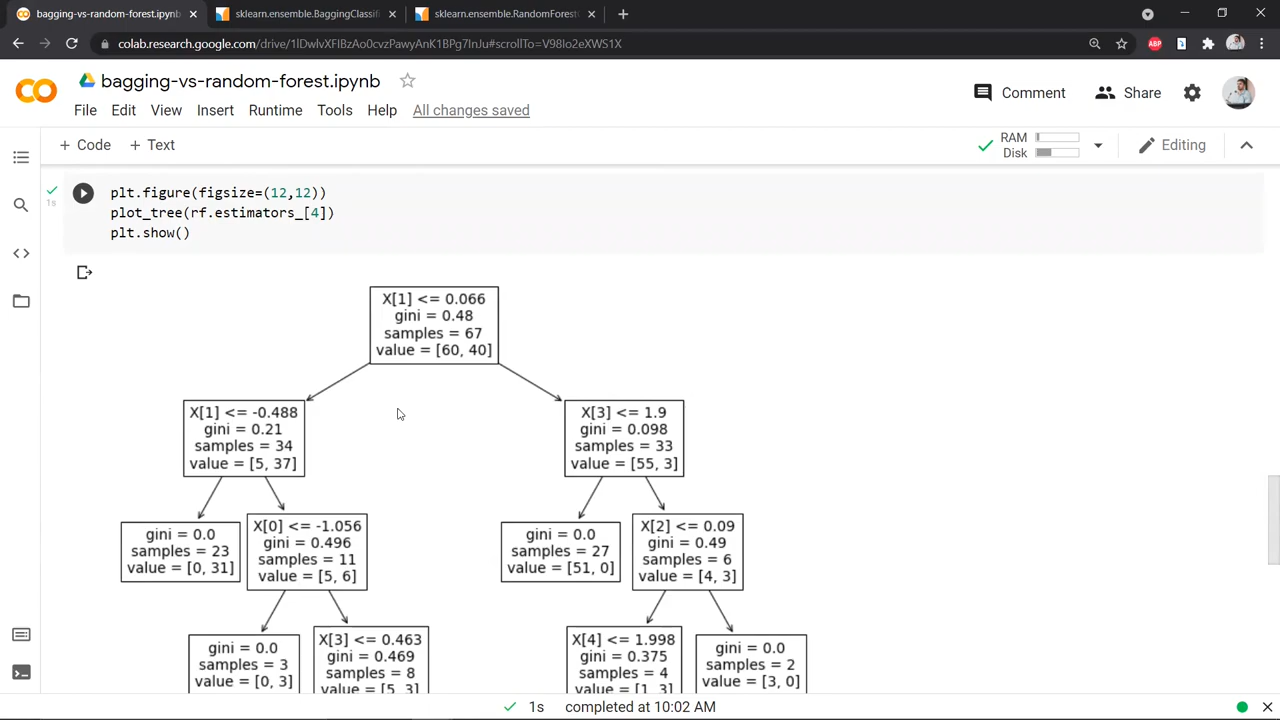 bagging-vs-random-forest.ipynb
sklearn.ensemble.BaggingClassif
sklearn.ensemble.RandomForest
colab.research.google.com/drive/1lDwlvXFIBzAo0cvzPawyAnK1BPg7InJu#scrollTo=V98Io2eXWS1X
ABP
bagging-vs-random-forest.ipynb
File Edit View Insert Runtime Tools Help All changes saved
Comment
Share
+ Code + Text
RAM
Disk
Editing
1s
plt.figure(figsize=(12,12))
plot_tree(rf.estimators_[4])
plt.show()
X[1] <= 0.066
gini = 0.48
samples = 67
value = [60, 40]
X[1] <= -0.488
gini = 0.21
samples = 34
value = [5, 37]
X[3] <= 1.9
gini = 0.098
samples = 33
value = [55, 3]
gini = 0.0
samples = 23
value = [0, 31]
X[0] <= -1.056
gini = 0.496
samples = 11
value = [5, 6]
gini = 0.0
samples = 27
value = [51, 0]
X[2] <= 0.09
gini = 0.49
samples = 6
value = [4, 3]
gini = 0.0
samples = 3
value = [0, 3]
X[3] <= 0.463
gini = 0.469
samples = 8
value = [5, 3]
X[4] <= 1.998
gini = 0.375
samples = 4
value = [1, 3]
gini = 0.0
samples = 2
value = [3, 0]
1s completed at 10:02 AM